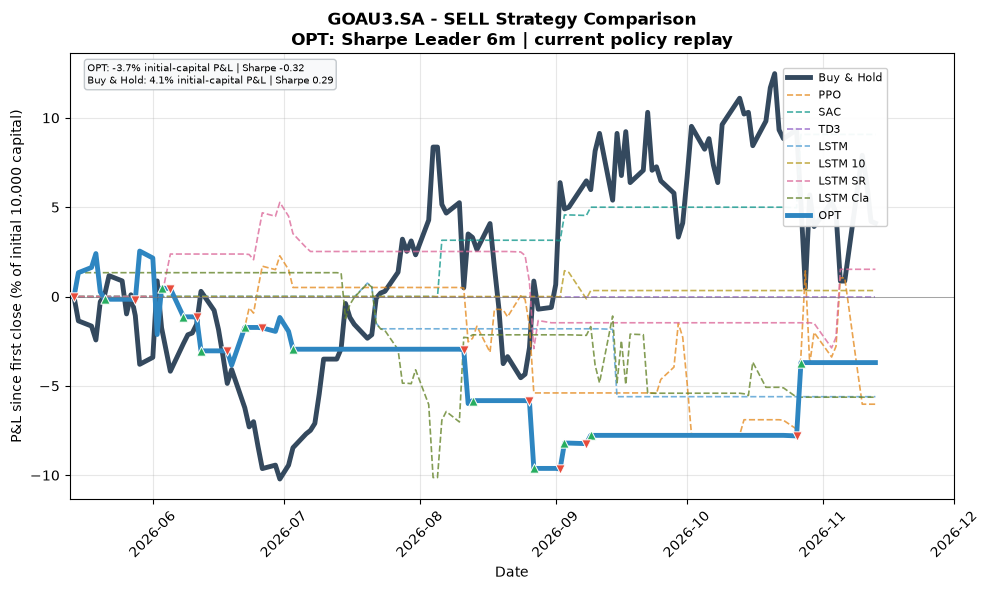 GOAU3.SA - SELL Strategy Comparison
OPT: Sharpe Leader 6m | current policy replay
OPT: -3.7% initial-capital P&L | Sharpe -0.32
Buy & Hold: 4.1% initial-capital P&L | Sharpe 0.29
Buy & Hold
PPO
SAC
TD3
LSTM
LSTM 10
LSTM SR
LSTM Cla
OPT
P&L since first close (% of initial 10,000 capital)
10
5
0
−5
−10
2026-06
2026-07
2026-08
2026-09
2026-10
2026-11
2026-12
Date